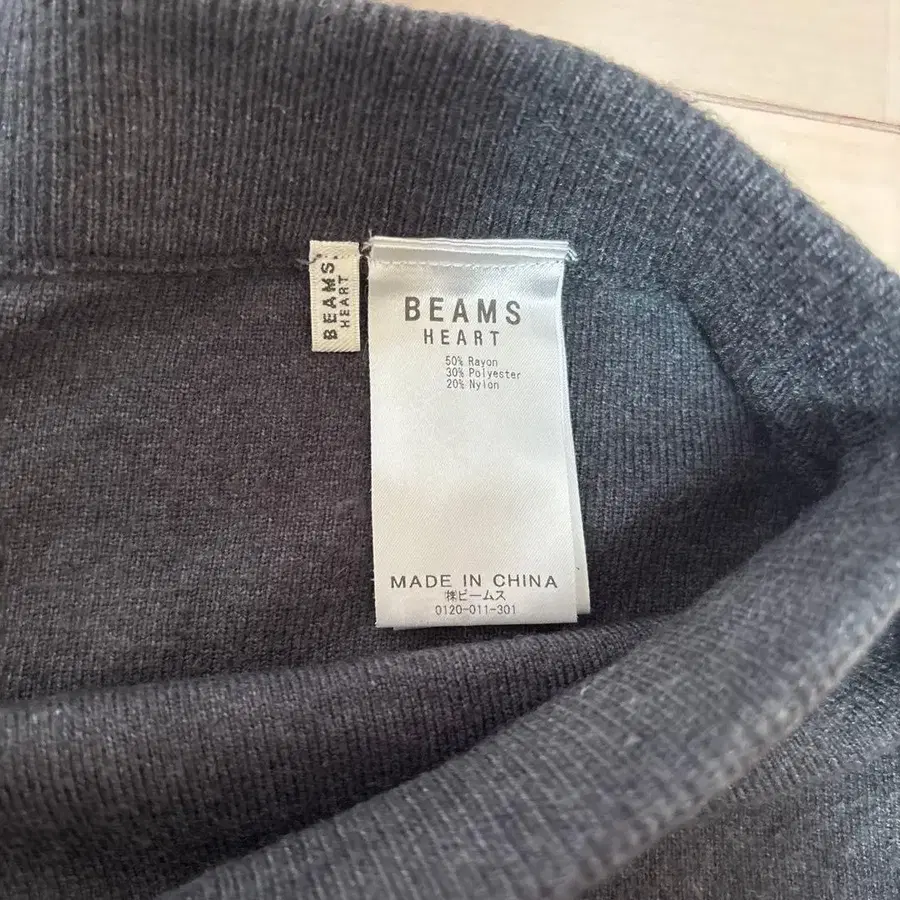 BEAMS
HEART
BEAMS
HEART
50% Rayon
30% Polyester
20% Nylon
MADE IN CHINA
㈱ビームス
0120-011-301